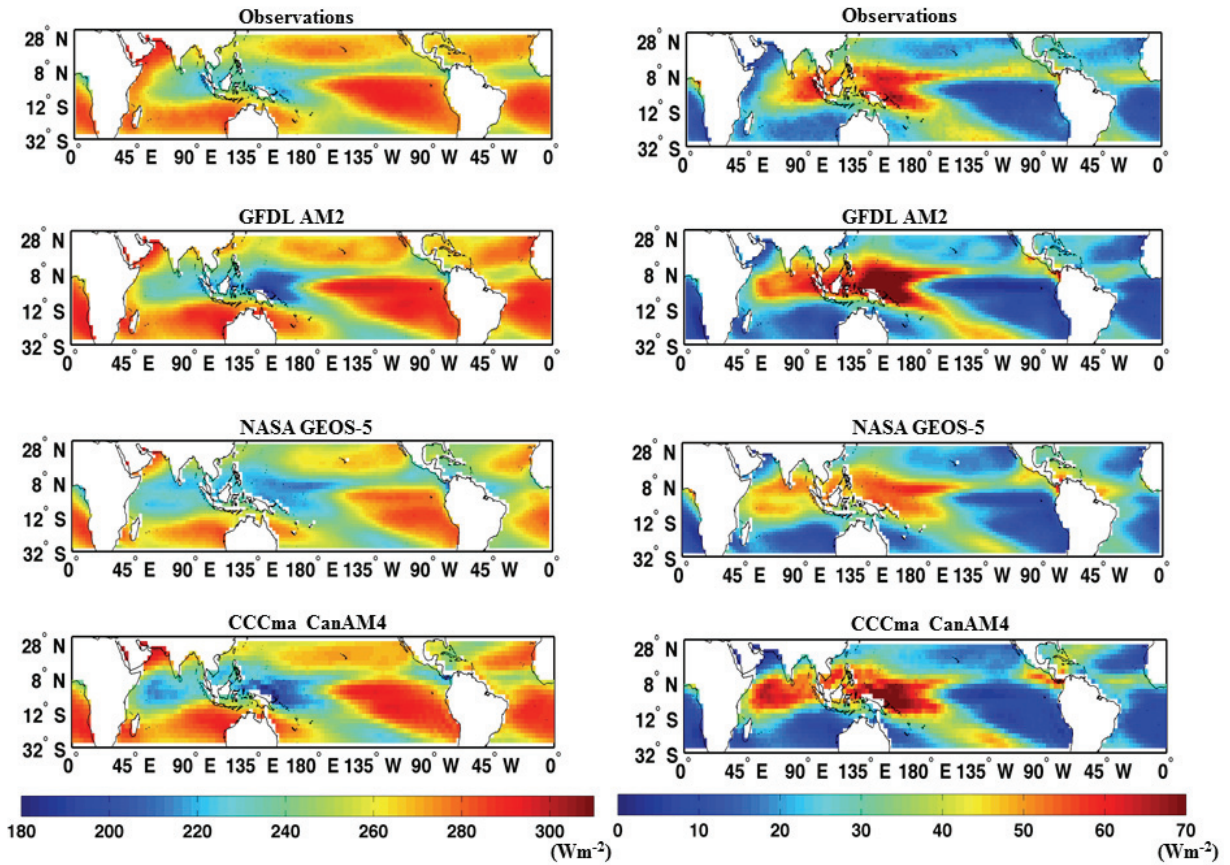 Observations
28° N
8° N
12° S
32° S
0° 45° E 90° E 135° E 180° E 135° W 90° W 45° W 0°
GFDL AM2
28° N
8° N
12° S
32° S
0° 45° E 90° E 135° E 180° E 135° W 90° W 45° W 0°
NASA GEOS-5
28° N
8° N
12° S
32° S
0° 45° E 90° E 135° E 180° E 135° W 90° W 45° W 0°
CCCma CanAM4
28° N
8° N
12° S
32° S
0° 45° E 90° E 135° E 180° E 135° W 90° W 45° W 0°
180 200 220 240 260 280 300
(Wm⁻²)
Observations
28° N
8° N
12° S
32° S
0° 45° E 90° E 135° E 180° E 135° W 90° W 45° W 0°
GFDL AM2
28° N
8° N
12° S
32° S
0° 45° E 90° E 135° E 180° E 135° W 90° W 45° W 0°
NASA GEOS-5
28° N
8° N
12° S
32° S
0° 45° E 90° E 135° E 180° E 135° W 90° W 45° W 0°
CCCma CanAM4
28° N
8° N
12° S
32° S
0° 45° E 90° E 135° E 180° E 135° W 90° W 45° W 0°
0 10 20 30 40 50 60 70
(Wm⁻²)